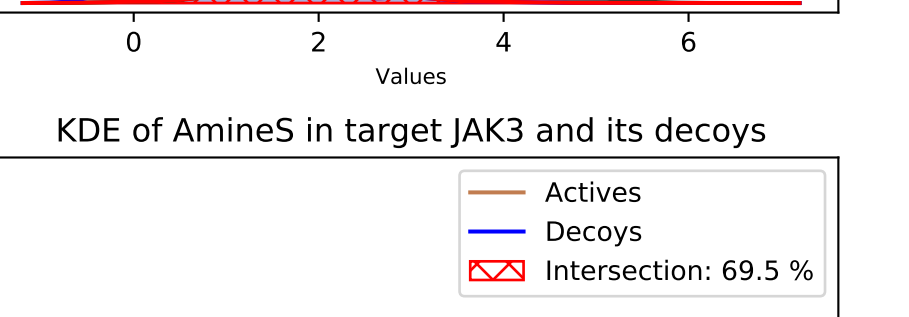 0 2 4 6
Values
KDE of AmineS in target JAK3 and its decoys
Actives
Decoys
Intersection: 69.5 %